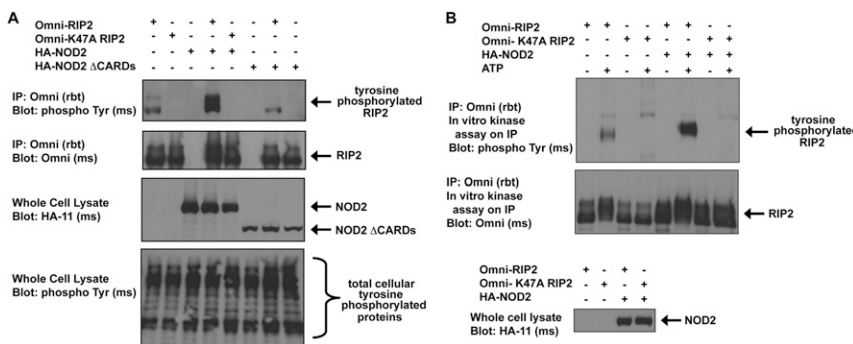 A
Omni-RIP2 + - - + - - + -
Omni-K47A RIP2 - + - - + - - +
HA-NOD2 - - + + + - - -
HA-NOD2 ΔCARDs - - - - - + + +
IP: Omni (rbt)
Blot: phospho Tyr (ms)
tyrosine
phosphorylated
RIP2
IP: Omni (rbt)
Blot: Omni (ms)
RIP2
Whole Cell Lysate
Blot: HA-11 (ms)
NOD2
NOD2 ΔCARDs
Whole Cell Lysate
Blot: phospho Tyr (ms)
total cellular
tyrosine
phosphorylated
proteins
B
Omni-RIP2 + + - - + + - -
Omni- K47A RIP2 - - + + - - + +
HA-NOD2 - - - - + + + +
ATP - + - + - + - +
IP: Omni (rbt)
In vitro kinase
assay on IP
Blot: phospho Tyr (ms)
tyrosine
phosphorylated
RIP2
IP: Omni (rbt)
In vitro kinase
assay on IP
Blot: Omni (ms)
RIP2
Omni-RIP2 + - + -
Omni- K47A RIP2 - + - +
HA-NOD2 - - + +
Whole cell lysate
Blot: HA-11 (ms)
NOD2